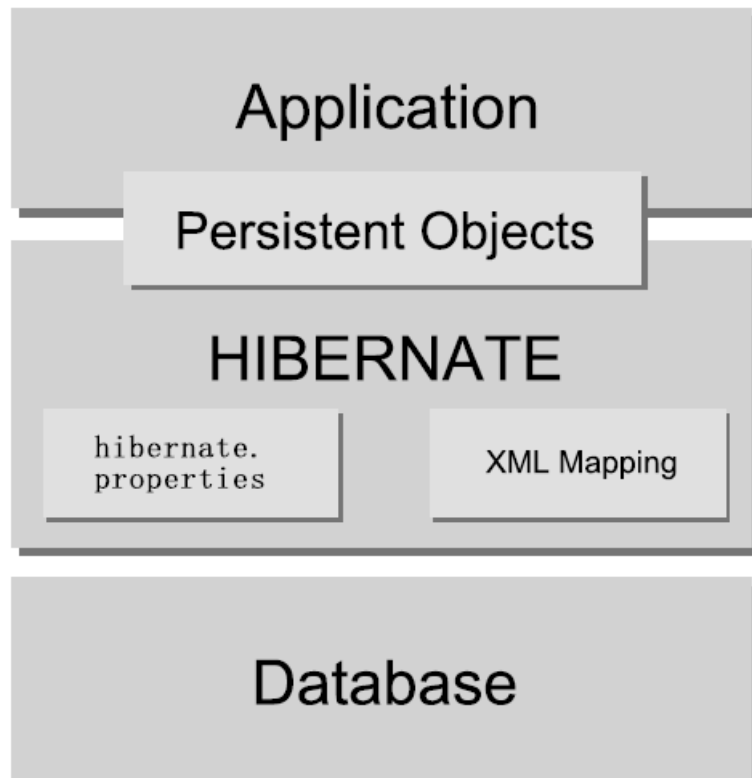 Application
Persistent Objects
HIBERNATE
hibernate.
properties
XML Mapping
Database